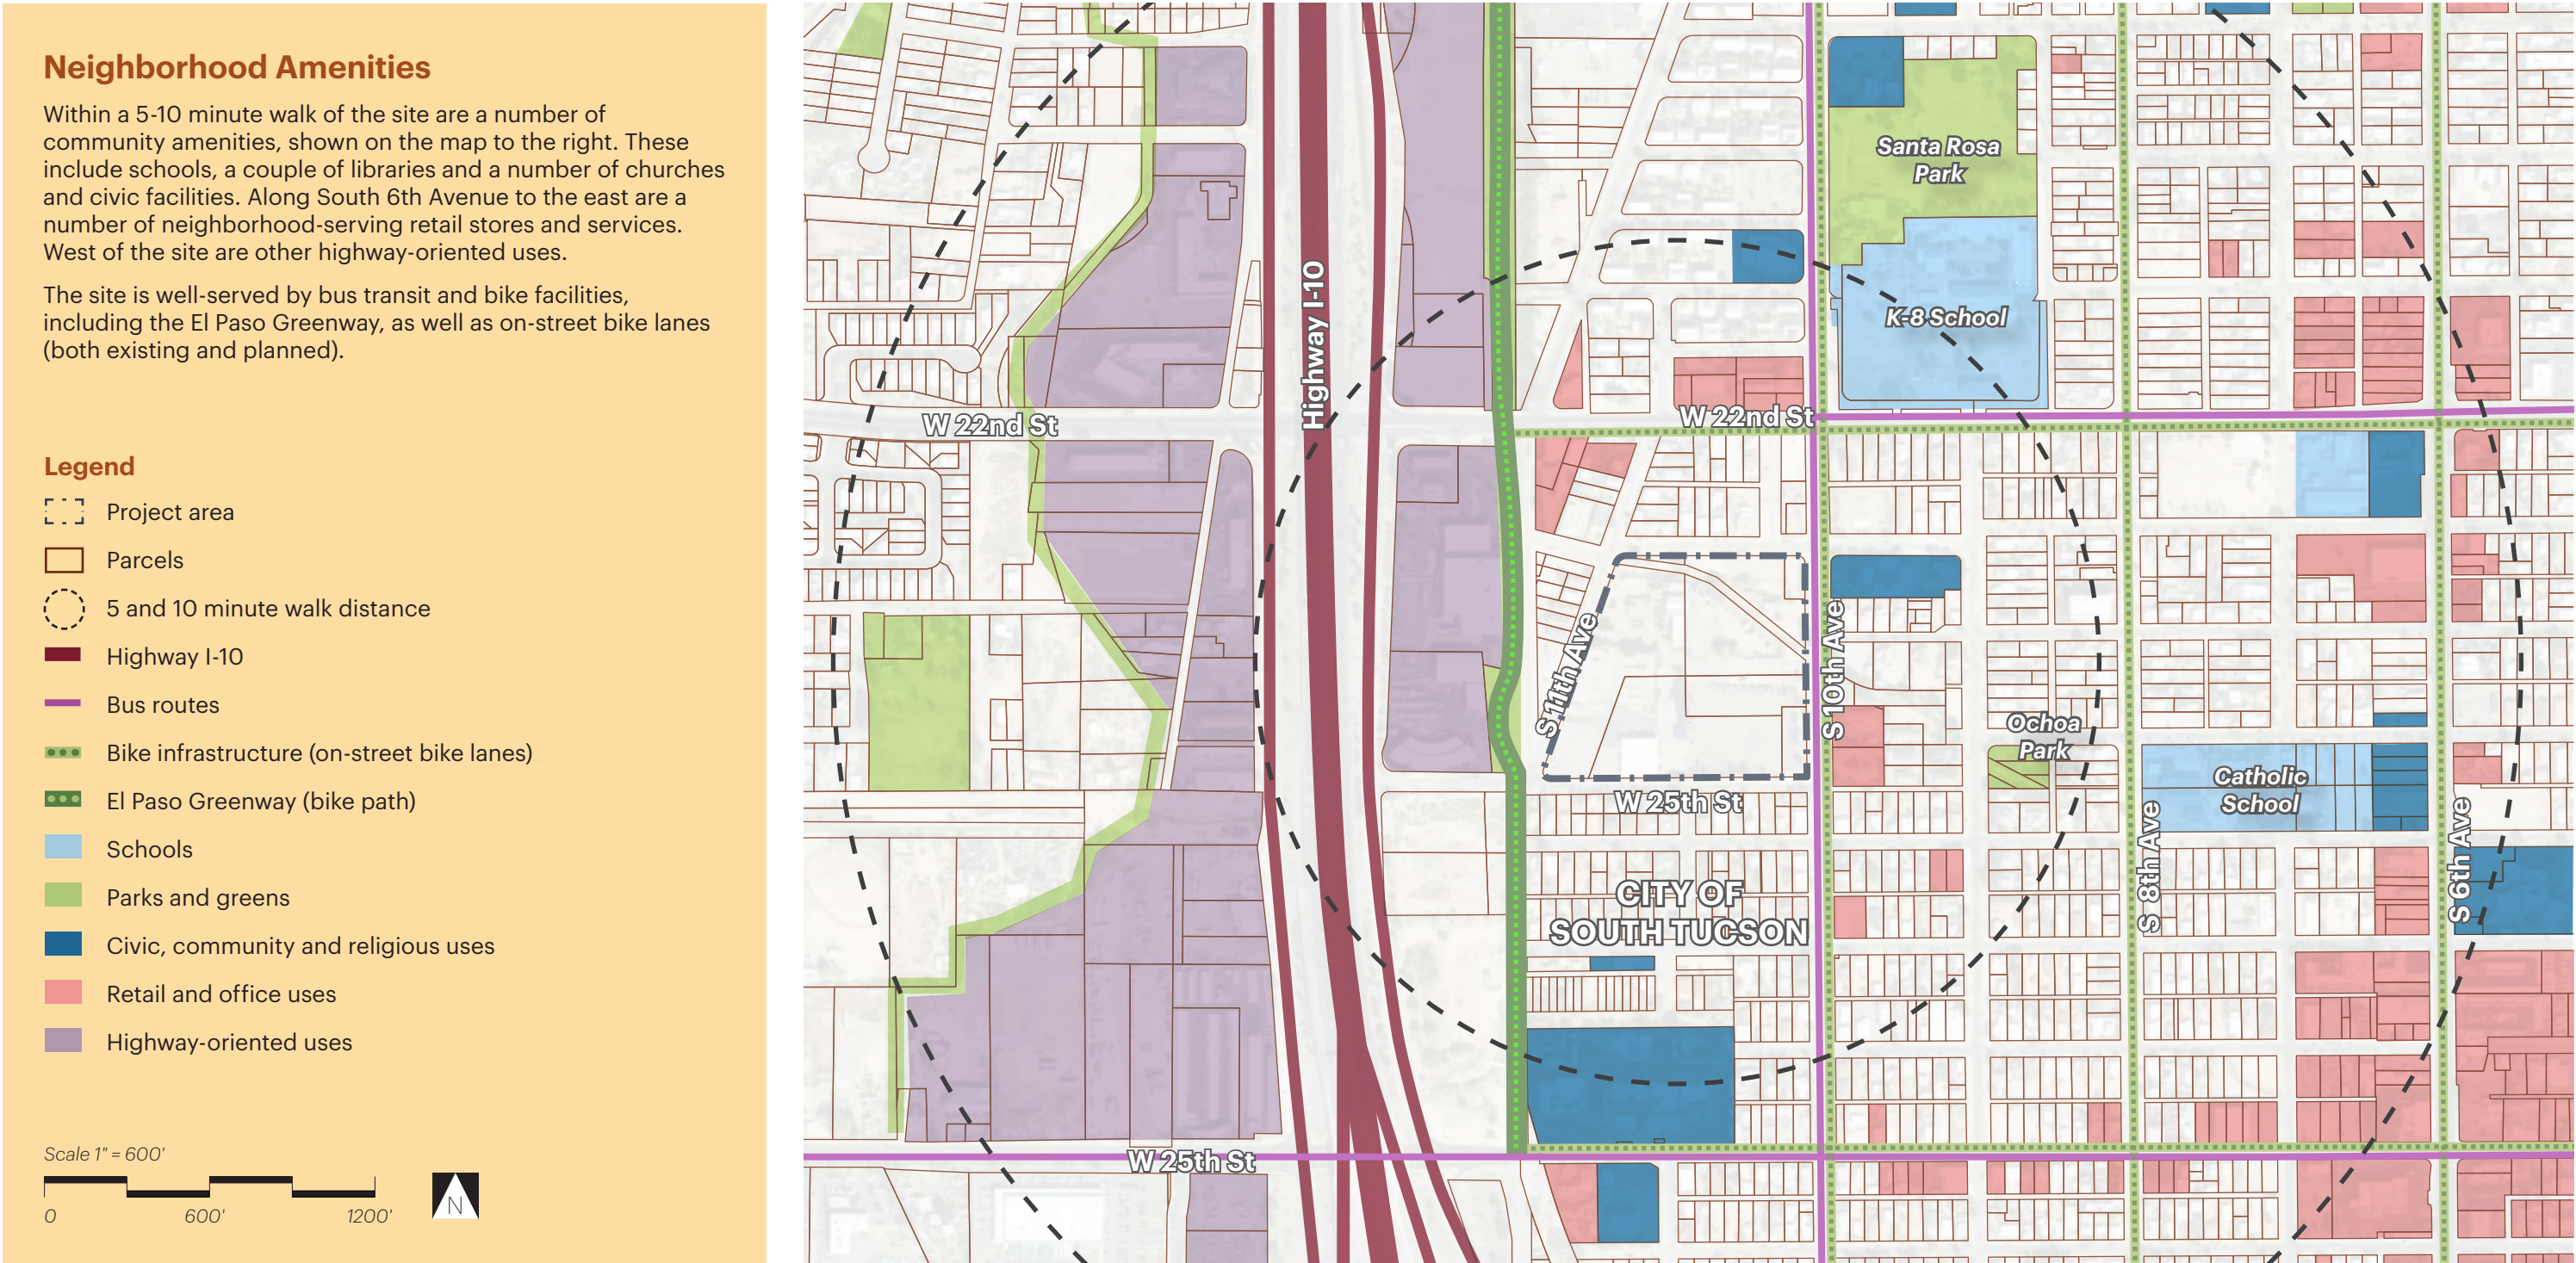 Neighborhood Amenities
Within a 5-10 minute walk of the site are a number of
community amenities, shown on the map to the right. These
include schools, a couple of libraries and a number of churches
and civic facilities. Along South 6th Avenue to the east are a
number of neighborhood-serving retail stores and services.
West of the site are other highway-oriented uses.
The site is well-served by bus transit and bike facilities,
including the El Paso Greenway, as well as on-street bike lanes
(both existing and planned).
Legend
Project area
Parcels
5 and 10 minute walk distance
Highway I-10
Bus routes
Bike infrastructure (on-street bike lanes)
El Paso Greenway (bike path)
Schools
Parks and greens
Civic, community and religious uses
Retail and office uses
Highway-oriented uses
Scale 1" = 600'
0 600' 1200'
N
Santa Rosa
Park
K-8 School
Highway I-10
W 22nd St
W 22nd St
S 11th Ave
S 10th Ave
Ochoa
Park
Catholic
School
W 25th St
S 8th Ave
S 6th Ave
CITY OF
SOUTH TUCSON
W 25th St